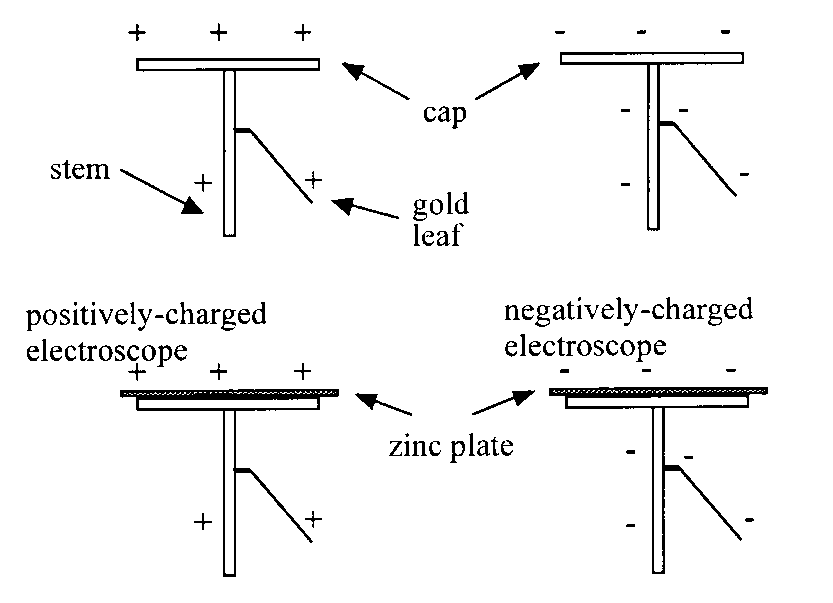 + + +
- - -
cap
- -
stem
+ +
- -
gold
leaf
positively-charged
electroscope
negatively-charged
electroscope
+ + +
- - -
zinc plate
- -
+ +
- -